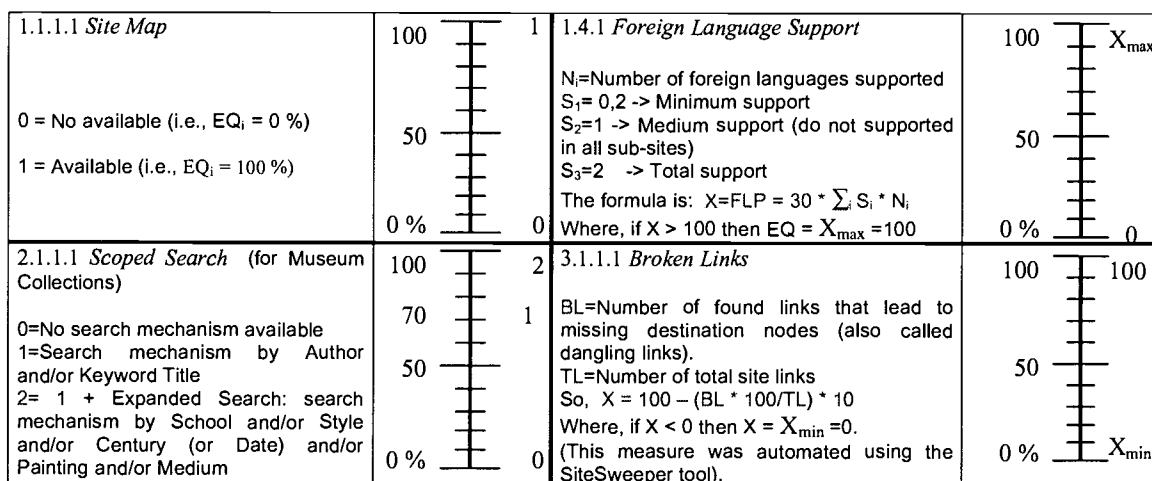 1.1.1.1 Site Map
0 = No available (i.e., EQi = 0 %)
1 = Available (i.e., EQi = 100 %)
100 1
50
0 % 0
1.4.1 Foreign Language Support
Ni=Number of foreign languages supported
S1= 0,2 -> Minimum support
S2=1 -> Medium support (do not supported
in all sub-sites)
S3=2 -> Total support
The formula is: X=FLP = 30 * ∑i Si * Ni
Where, if X > 100 then EQ = Xmax =100
100 Xmax
50
0 % 0
2.1.1.1 Scoped Search (for Museum
Collections)
0=No search mechanism available
1=Search mechanism by Author
and/or Keyword Title
2= 1 + Expanded Search: search
mechanism by School and/or Style
and/or Century (or Date) and/or
Painting and/or Medium
100 2
70 1
50
0 % 0
3.1.1.1 Broken Links
BL=Number of found links that lead to
missing destination nodes (also called
dangling links).
TL=Number of total site links
So, X = 100 – (BL * 100/TL) * 10
Where, if X < 0 then X = Xmin =0.
(This measure was automated using the
SiteSweeper tool).
100 100
50
0 % Xmin